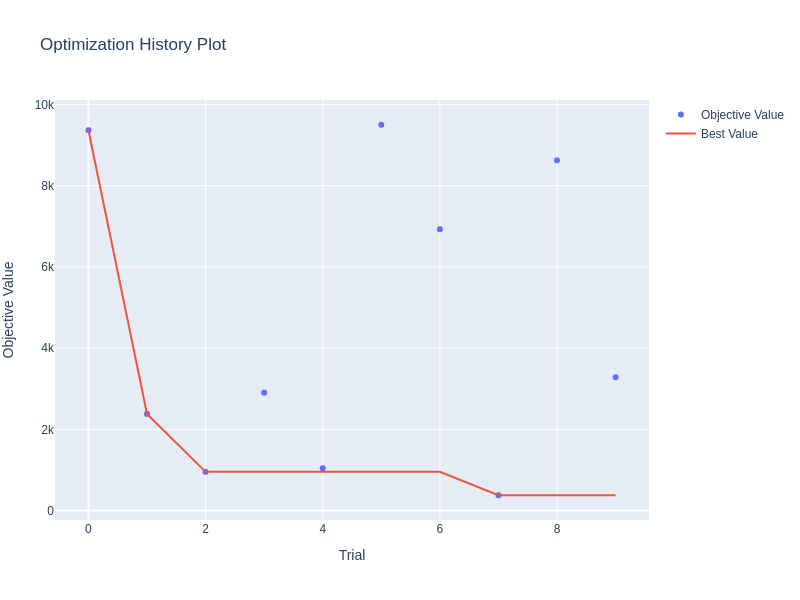 Optimization History Plot
10k
8k
6k
4k
2k
0
Objective Value
0 2 4 6 8
Trial
Objective Value
Best Value